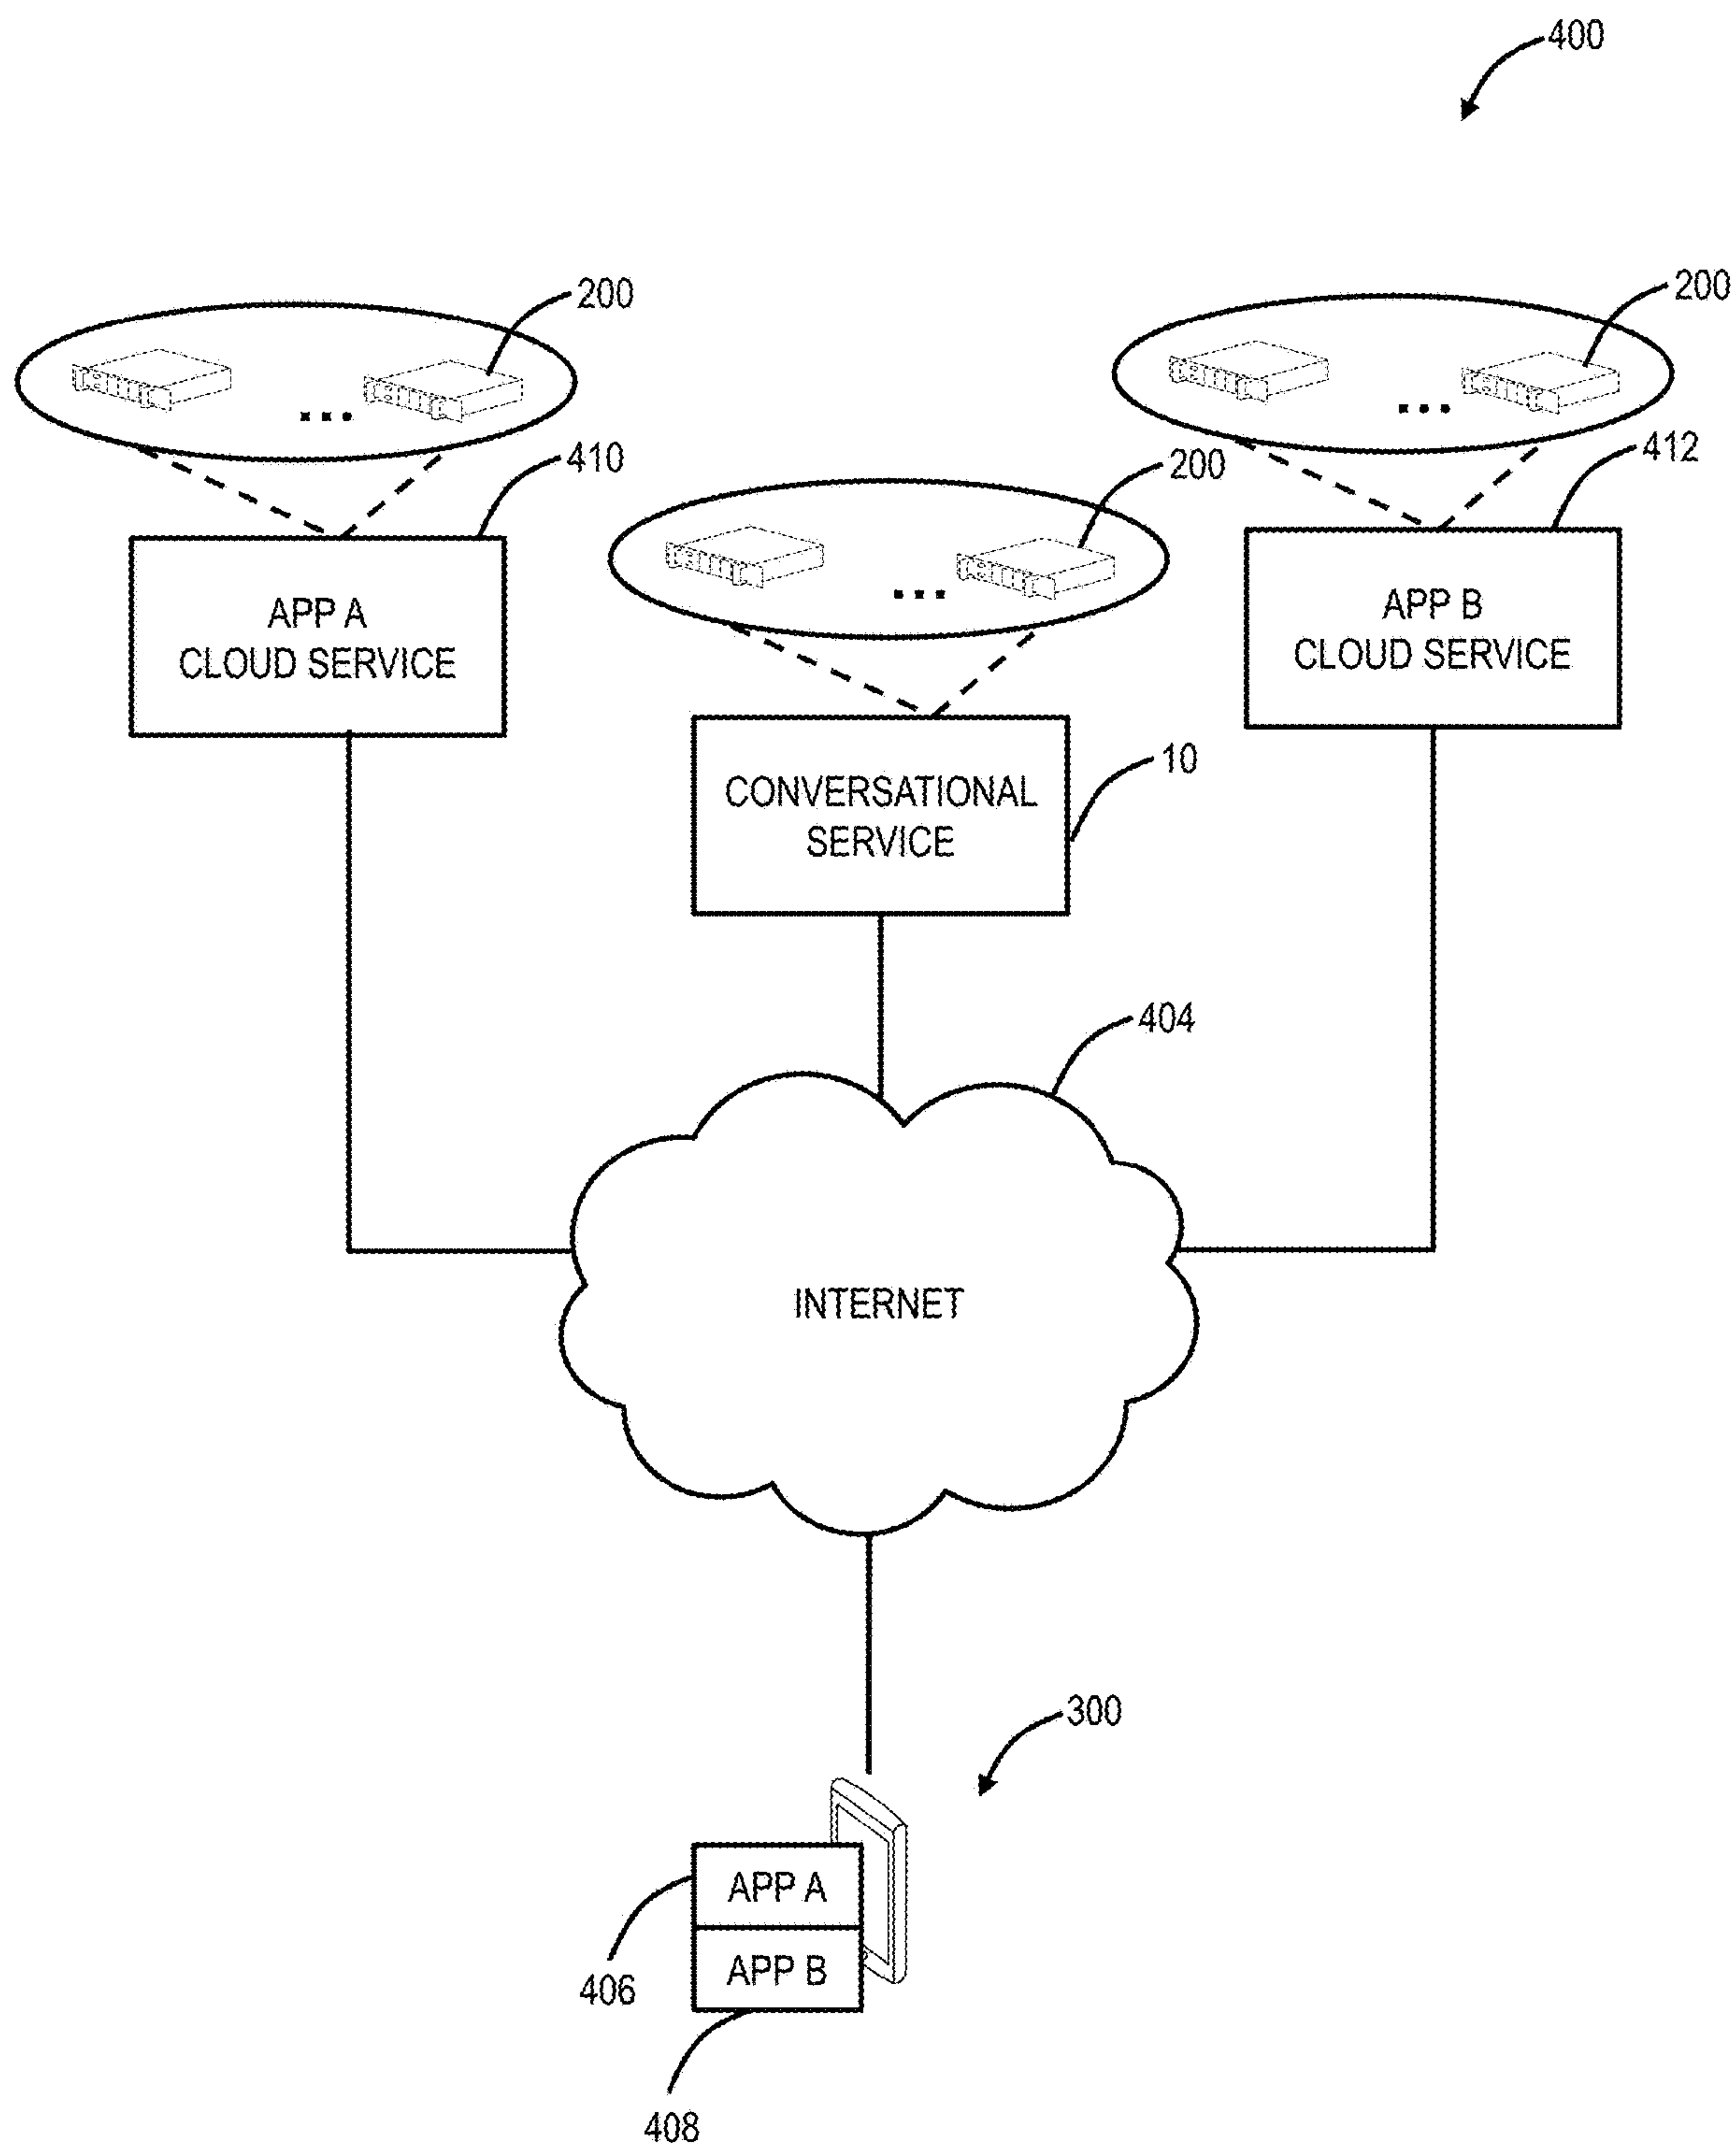 400
200
200
410
412
200
APP A
CLOUD SERVICE
APP B
CLOUD SERVICE
10
CONVERSATIONAL
SERVICE
404
INTERNET
300
APP A
APP B
406
408